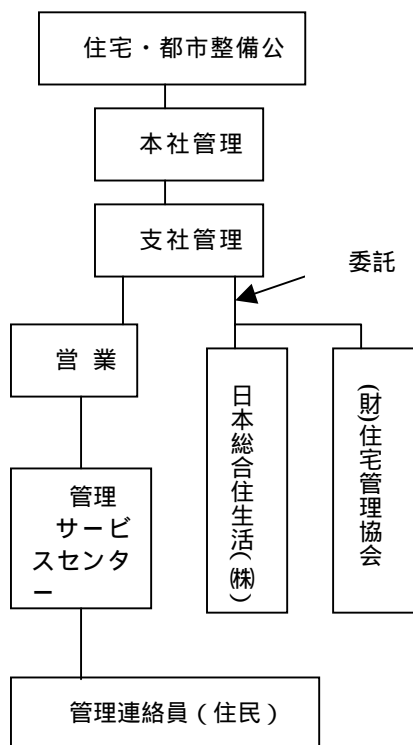 住宅・都市整備公
本社管理
支社管理
委託
営 業
日本総合住生活(㈱)
(財)住宅管理協会
管理
サービ
スセンタ
ー
管理連絡員(住民)